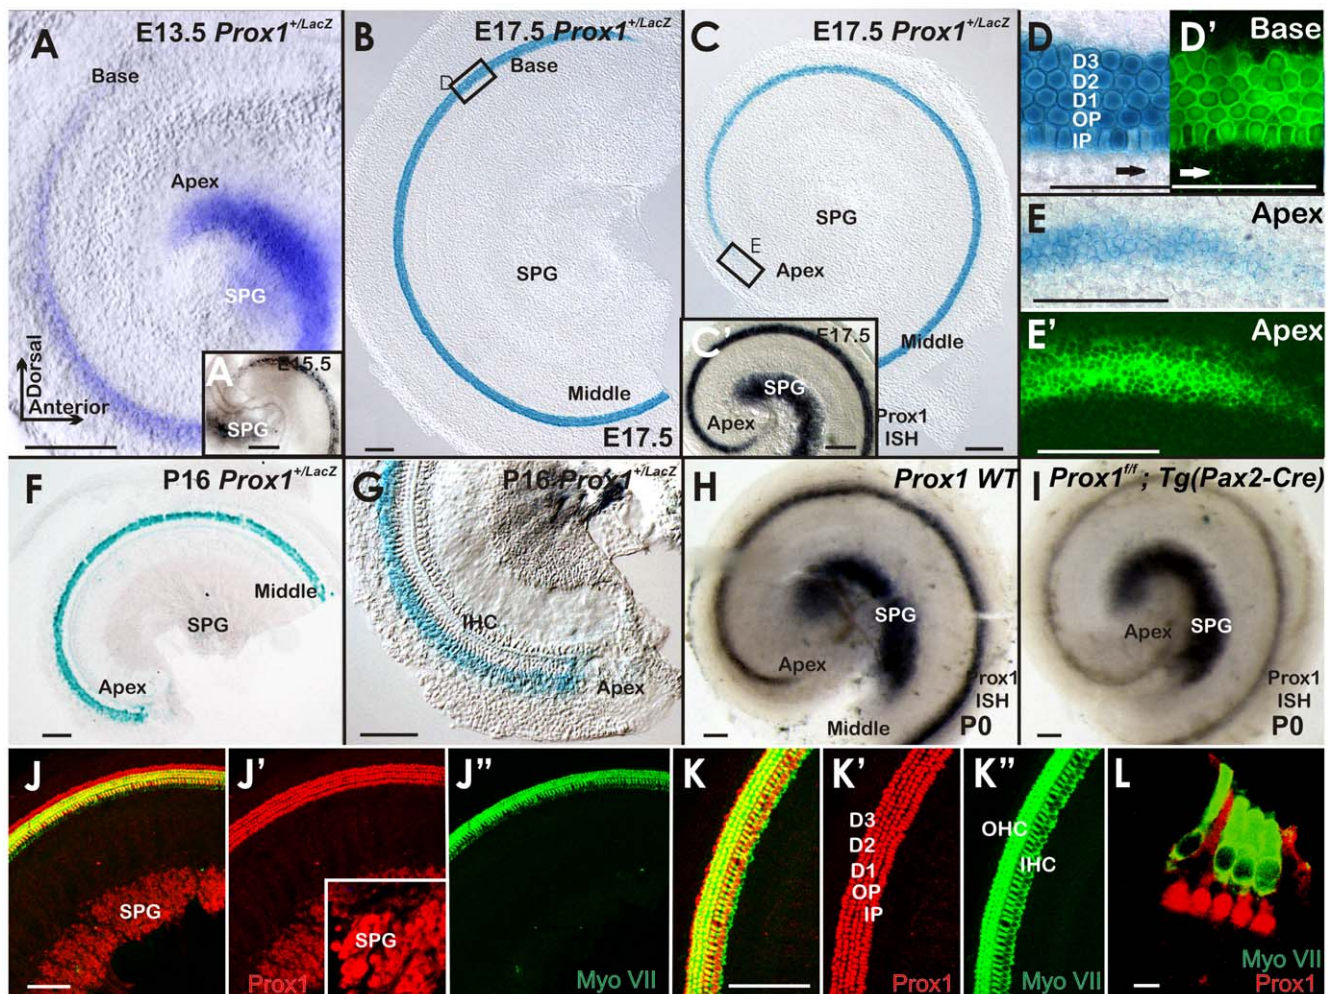 A
E13.5 Prox1+/LacZ
Base
Apex
SPG
Dorsal
Anterior
A'
E15.5
SPG
B
E17.5 Prox1+/LacZ
D
Base
SPG
Middle
E17.5
C
E17.5 Prox1+/LacZ
SPG
E
Apex
Middle
C'
E17.5
SPG
Apex
Prox1
ISH
D
D3
D2
D1
OP
IP
D'
Base
E
Apex
E'
Apex
F
P16 Prox1+/LacZ
Middle
SPG
Apex
G
P16 Prox1+/LacZ
IHC
Apex
H
Prox1 WT
SPG
Apex
Middle
Prox1
ISH
P0
I
Prox1f/f ; Tg(Pax2-Cre)
Apex
SPG
Prox1
ISH
P0
J
SPG
J'
SPG
Prox1
J"
Myo VII
K
K'
D3
D2
D1
OP
IP
Prox1
K"
OHC
IHC
Myo VII
L
Myo VII
Prox1